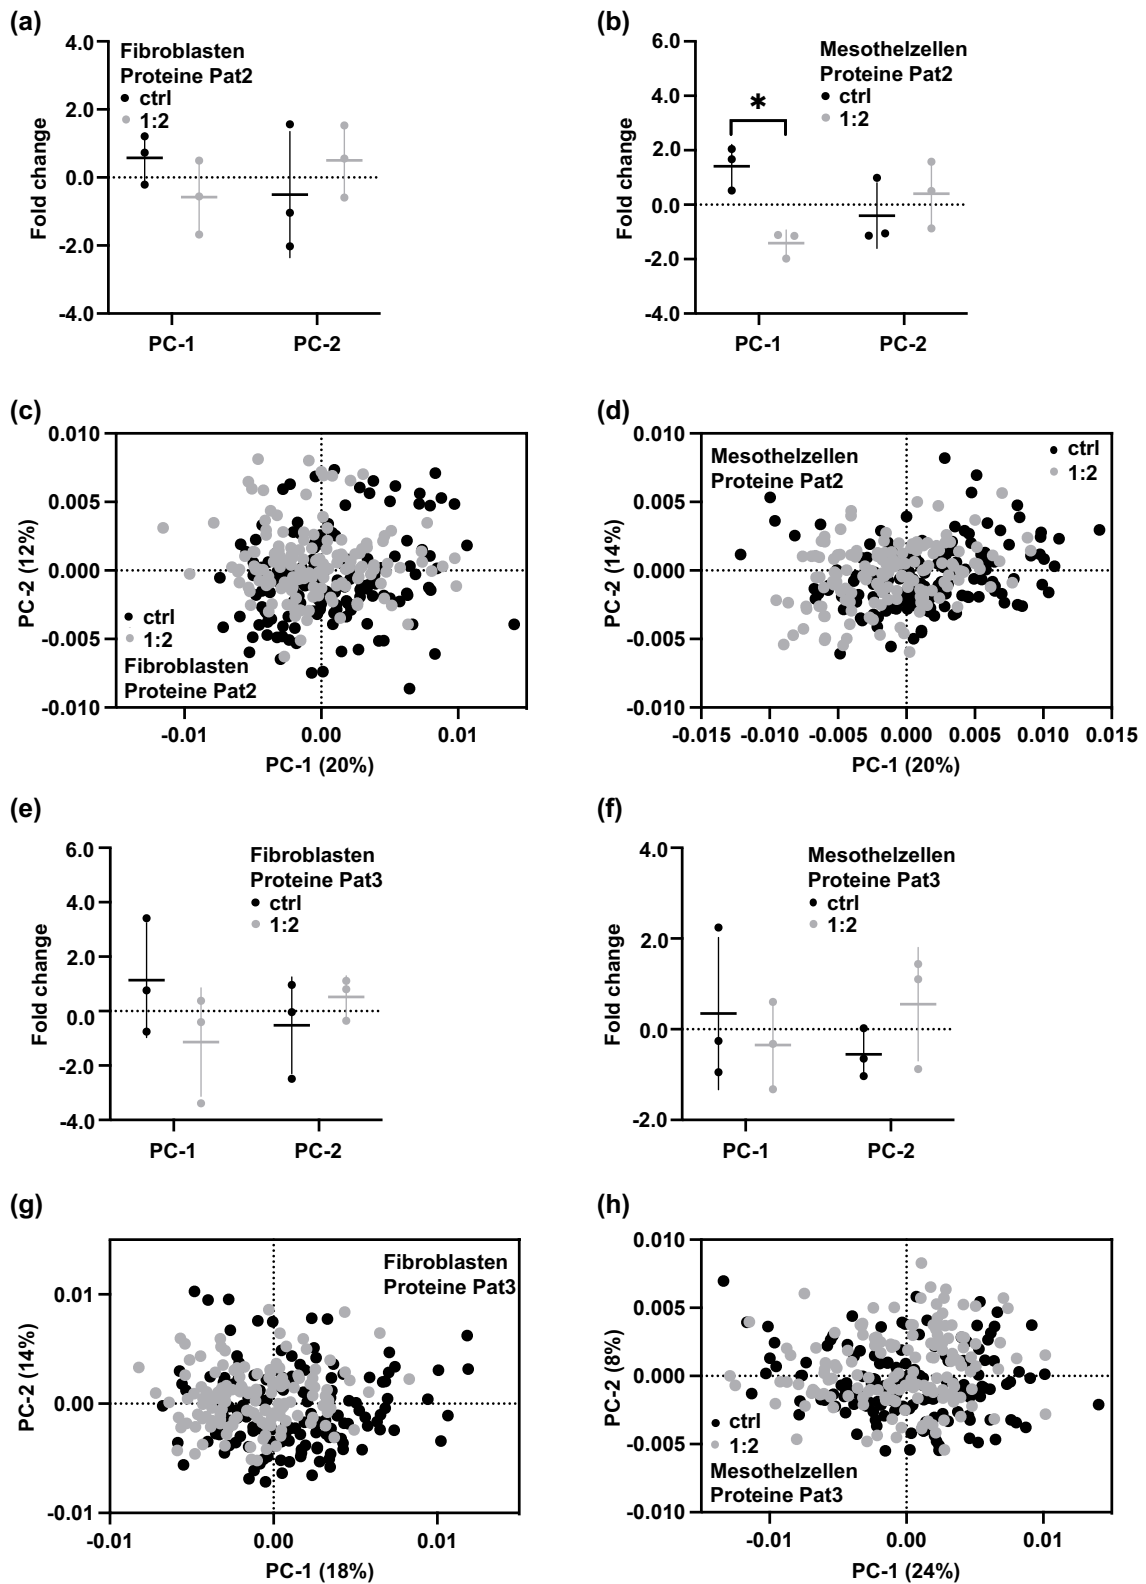 (a)
4.0
2.0
0.0
-2.0
-4.0
Fold change
Fibroblasten
Proteine Pat2
ctrl
1:2
PC-1
PC-2
(b)
6.0
4.0
2.0
0.0
-2.0
-4.0
Fold change
Mesothelzellen
Proteine Pat2
ctrl
1:2
*
PC-1
PC-2
(c)
0.010
0.005
0.000
-0.005
-0.010
PC-2 (12%)
ctrl
1:2
Fibroblasten
Proteine Pat2
-0.01
0.00
0.01
PC-1 (20%)
(d)
0.010
0.005
0.000
-0.005
-0.010
PC-2 (14%)
Mesothelzellen
Proteine Pat2
ctrl
1:2
-0.015
-0.010
-0.005
0.000
0.005
0.010
0.015
PC-1 (20%)
(e)
6.0
4.0
2.0
0.0
-2.0
-4.0
Fold change
Fibroblasten
Proteine Pat3
ctrl
1:2
PC-1
PC-2
(f)
4.0
2.0
0.0
-2.0
Fold change
Mesothelzellen
Proteine Pat3
ctrl
1:2
PC-1
PC-2
(g)
0.01
0.00
-0.01
PC-2 (14%)
Fibroblasten
Proteine Pat3
-0.01
0.00
0.01
PC-1 (18%)
(h)
0.010
0.005
0.000
-0.005
-0.010
PC-2 (8%)
ctrl
1:2
Mesothelzellen
Proteine Pat3
-0.01
0.00
0.01
PC-1 (24%)